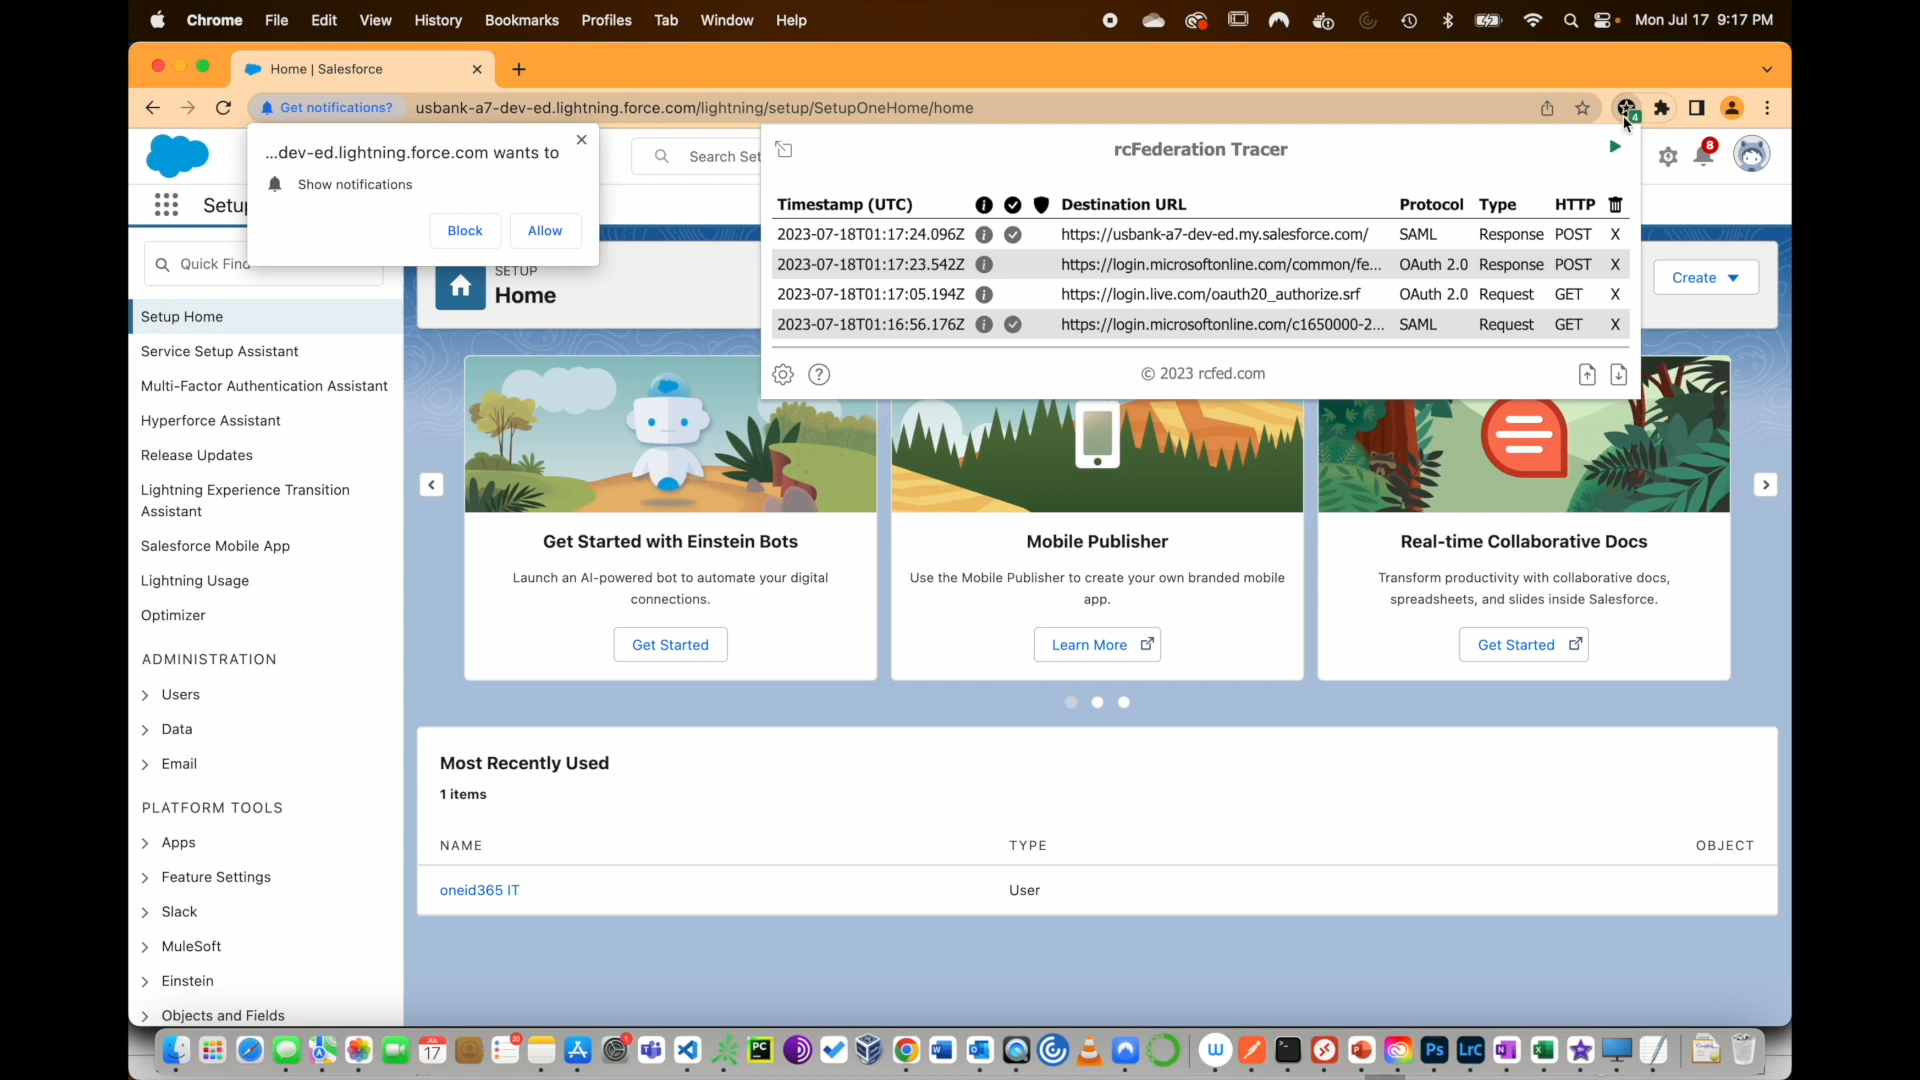 Chrome File Edit View History Bookmarks Profiles Tab Window Help
Mon Jul 17 9:17 PM
Home | Salesforce
Get notifications? usbank-a7-dev-ed.lightning.force.com/lightning/setup/SetupOneHome/home
4
...dev-ed.lightning.force.com wants to
Show notifications
Block Allow
Search Set
8
Setup
Quick Find
rcFederation Tracer
Timestamp (UTC) Destination URL Protocol Type HTTP
2023-07-18T01:17:24.096Z https://usbank-a7-dev-ed.my.salesforce.com/ SAML Response POST X
2023-07-18T01:17:23.542Z https://login.microsoftonline.com/common/fe... OAuth 2.0 Response POST X
2023-07-18T01:17:05.194Z https://login.live.com/oauth20_authorize.srf OAuth 2.0 Request GET X
2023-07-18T01:16:56.176Z https://login.microsoftonline.com/c1650000-2... SAML Request GET X
© 2023 rcfed.com
SETUP
Home
Create
Setup Home
Service Setup Assistant
Multi-Factor Authentication Assistant
Hyperforce Assistant
Release Updates
Lightning Experience Transition
Assistant
Salesforce Mobile App
Lightning Usage
Optimizer
ADMINISTRATION
Users
Data
Email
PLATFORM TOOLS
Apps
Feature Settings
Slack
MuleSoft
Einstein
Objects and Fields
Get Started with Einstein Bots
Launch an AI-powered bot to automate your digital
connections.
Get Started
Mobile Publisher
Use the Mobile Publisher to create your own branded mobile
app.
Learn More
Real-time Collaborative Docs
Transform productivity with collaborative docs,
spreadsheets, and slides inside Salesforce.
Get Started
Most Recently Used
1 items
NAME TYPE OBJECT
oneid365 IT User
JUL
17
20
1
PC
Ps
LrC